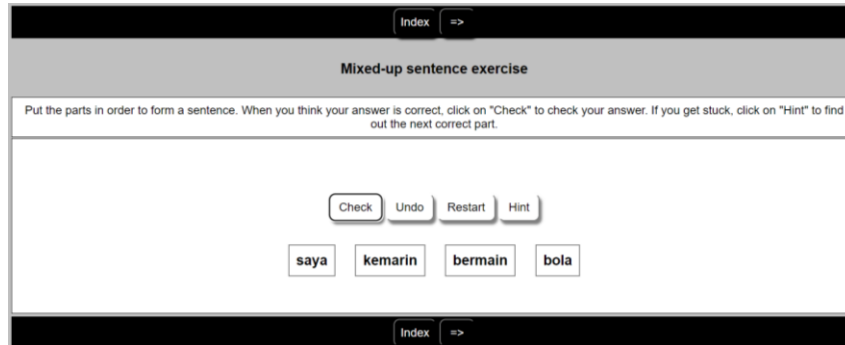 Index =>
Mixed-up sentence exercise
Put the parts in order to form a sentence. When you think your answer is correct, click on "Check" to check your answer. If you get stuck, click on "Hint" to find
out the next correct part.
Check Undo Restart Hint
saya kemarin bermain bola
Index =>